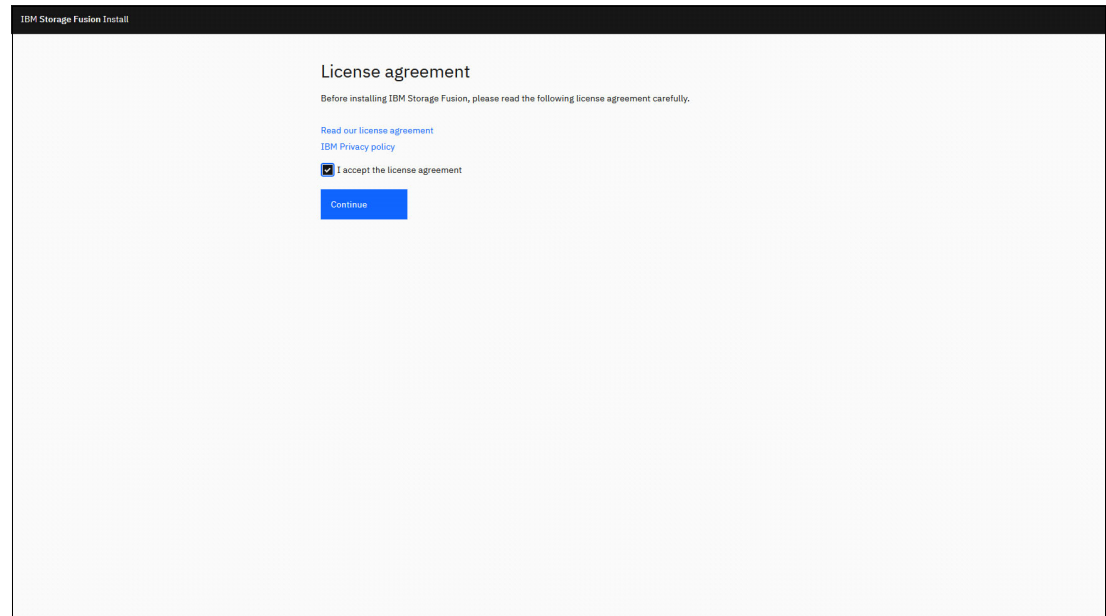 IBM Storage Fusion Install
License agreement
Before installing IBM Storage Fusion, please read the following license agreement carefully.
Read our license agreement
IBM Privacy policy
I accept the license agreement
Continue